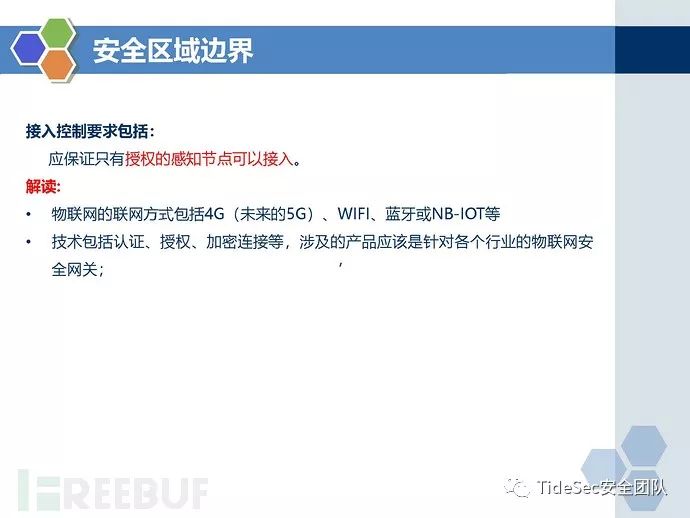 安全区域边界
接入控制要求包括：
应保证只有授权的感知节点可以接入。
解读:
• 物联网的联网方式包括4G（未来的5G）、WIFI、蓝牙或NB-IOT等
• 技术包括认证、授权、加密连接等，涉及的产品应该是针对各个行业的物联网安
全网关； ，
FREEBUF
TideSec安全团队